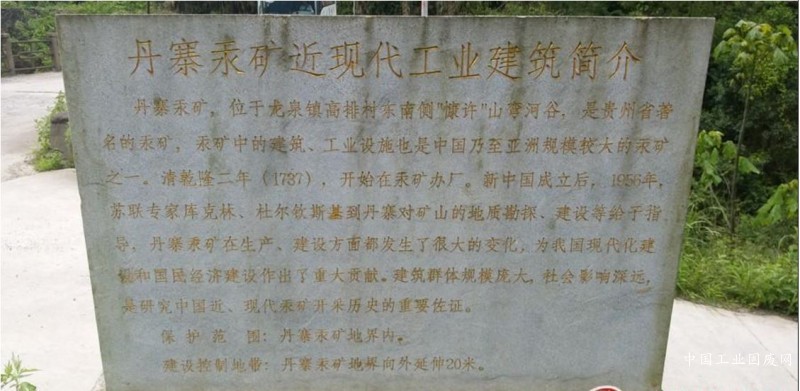 丹寨汞矿近现代工业建筑简介
丹寨汞矿，位于龙泉镇高排村东南侧"懔许"山湾河谷，是贵州省著
名的汞矿，汞矿中的建筑、工业设施也是中国乃至亚洲规模较大的汞矿
之一。清乾隆二年（1737），开始在汞矿办厂。新中国成立后，1956年，
苏联专家库克林、杜尔钦斯基到丹寨对矿山的地质勘探、建设等给于指
导，丹寨汞矿在生产、建设方面都发生了很大的变化，为我国现代化建
设和国民经济建设作出了重大贡献。建筑群体规模庞大，社会影响深远，
是研究中国近、现代汞矿开采历史的重要佐证。
保护范围：丹寨汞矿地界内。
建设控制地带：丹寨汞矿地界向外延伸20米。
中国工业图展网